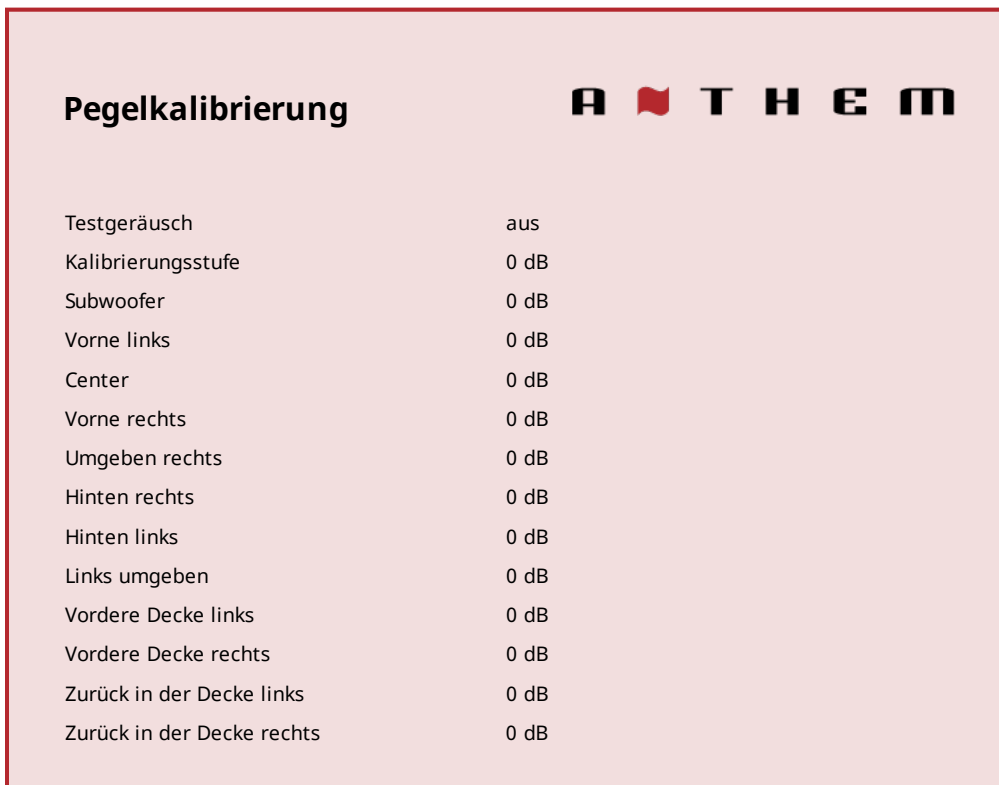 Pegelkalibrierung
ANTHEM
Testgeräusch aus
Kalibrierungsstufe 0 dB
Subwoofer 0 dB
Vorne links 0 dB
Center 0 dB
Vorne rechts 0 dB
Umgeben rechts 0 dB
Hinten rechts 0 dB
Hinten links 0 dB
Links umgeben 0 dB
Vordere Decke links 0 dB
Vordere Decke rechts 0 dB
Zurück in der Decke links 0 dB
Zurück in der Decke rechts 0 dB